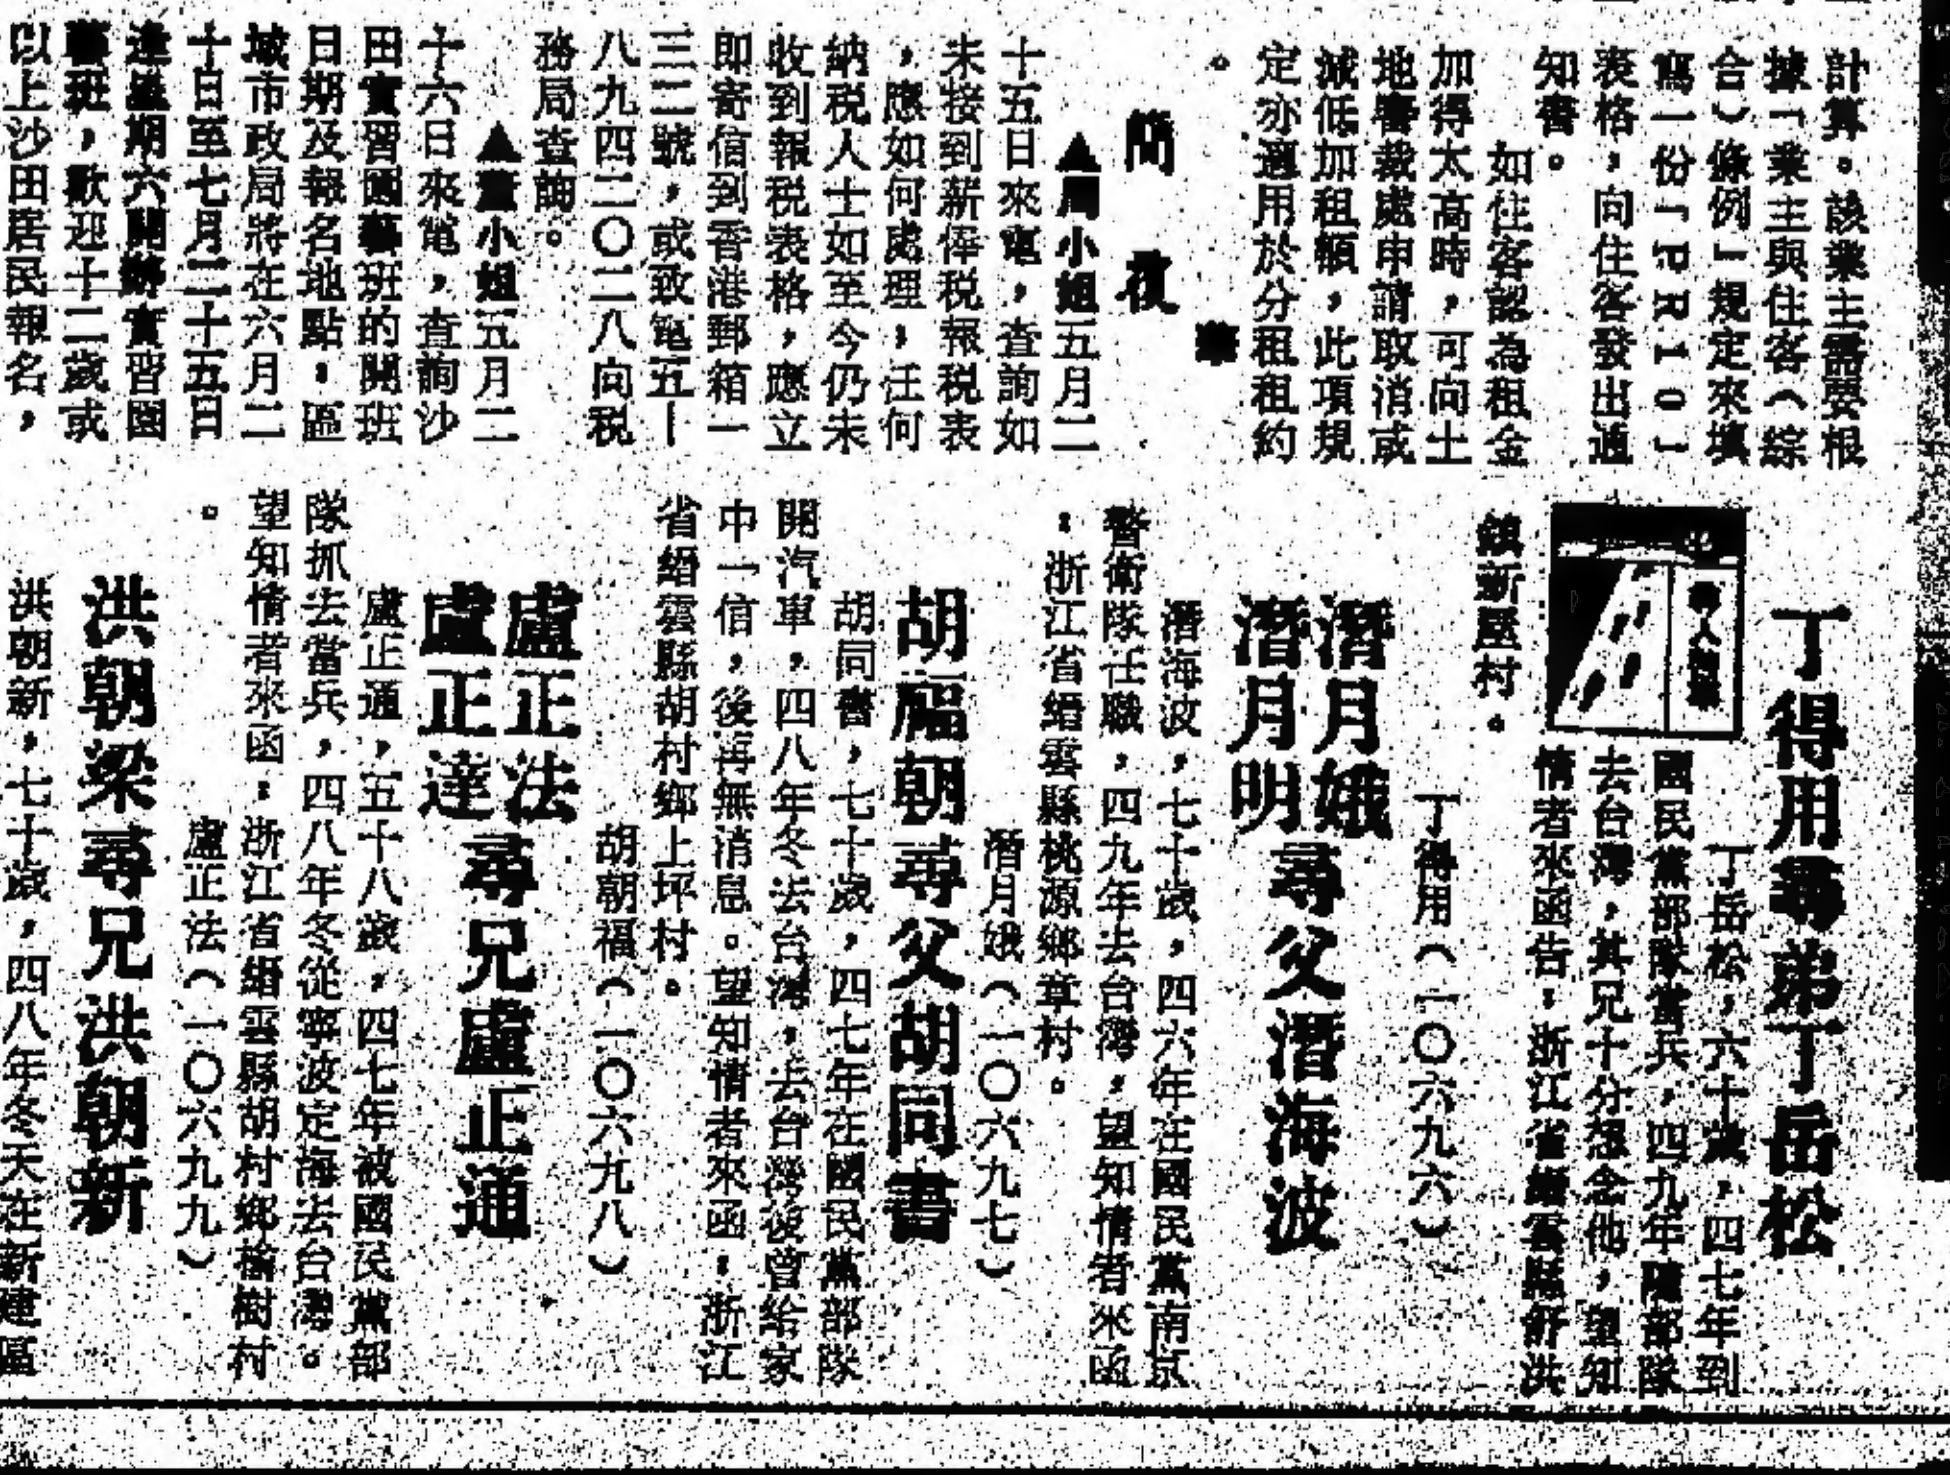 計算。該業主需要根
據「業主與住客（綜
合）條例」規定來填
寫一份「PR101
表格，向住客發出通
知書。
如住客認為租金
加得太高時，可向土
地審裁處申請取消或
減低加租額，此項規
定亦適用於分租租約
。
簡　覆
▲周小姐五月二
十五日來電，查詢如
未接到薪俸税報税表
，應如何處理，任何
納税人士如至今仍未
收到報税表格，應立
即寄信到香港郵箱一
三二號，或致電五—
八九四二〇二八向税
務局查詢。
▲董小姐五月二
十六日來電，查詢沙
田實習園藝班的開班
日期及報名地點：區
域市政局將在六月二
十日至七月二十五日
逢星期六開辦實習園
藝班，歡迎十二歲或
以上沙田居民報名，
丁得用尋弟丁岳松
丁岳松，六十歲，四七年到
國民黨部隊當兵，四九年隨部隊
去台灣，其兄十分想念他，望知
情者來函告：浙江省縉雲縣舒洪
鎮新屋村。
丁得用（一〇六九六）
潛月娥
潛月明
尋父潛海波
潛海波，七十歲，四六年在國民黨南京
警衛隊任職，四九年去台灣，望知情者來函
：浙江省縉雲縣桃源鄉章村。
潛月娥（一〇六九七）
胡福朝尋父胡同書
胡同書，七十歲，四七年在國民黨部隊
開汽車，四八年冬去台灣，去台灣後曾給家
中一信，後再無消息。望知情者來函：浙江
省縉雲縣胡村鄉上坪村。
胡朝福（一〇六九八）
盧正法
盧正達
尋兄盧正通
盧正通，五十八歲，四七年被國民黨部
隊抓去當兵，四八年冬從寧波定海去台灣。
望知情者來函：浙江省縉雲縣胡村鄉樹村
。
盧正法（一〇六九九）
洪朝梁尋兄洪朝新
洪朝新，七十歲，四八年冬天在新建區